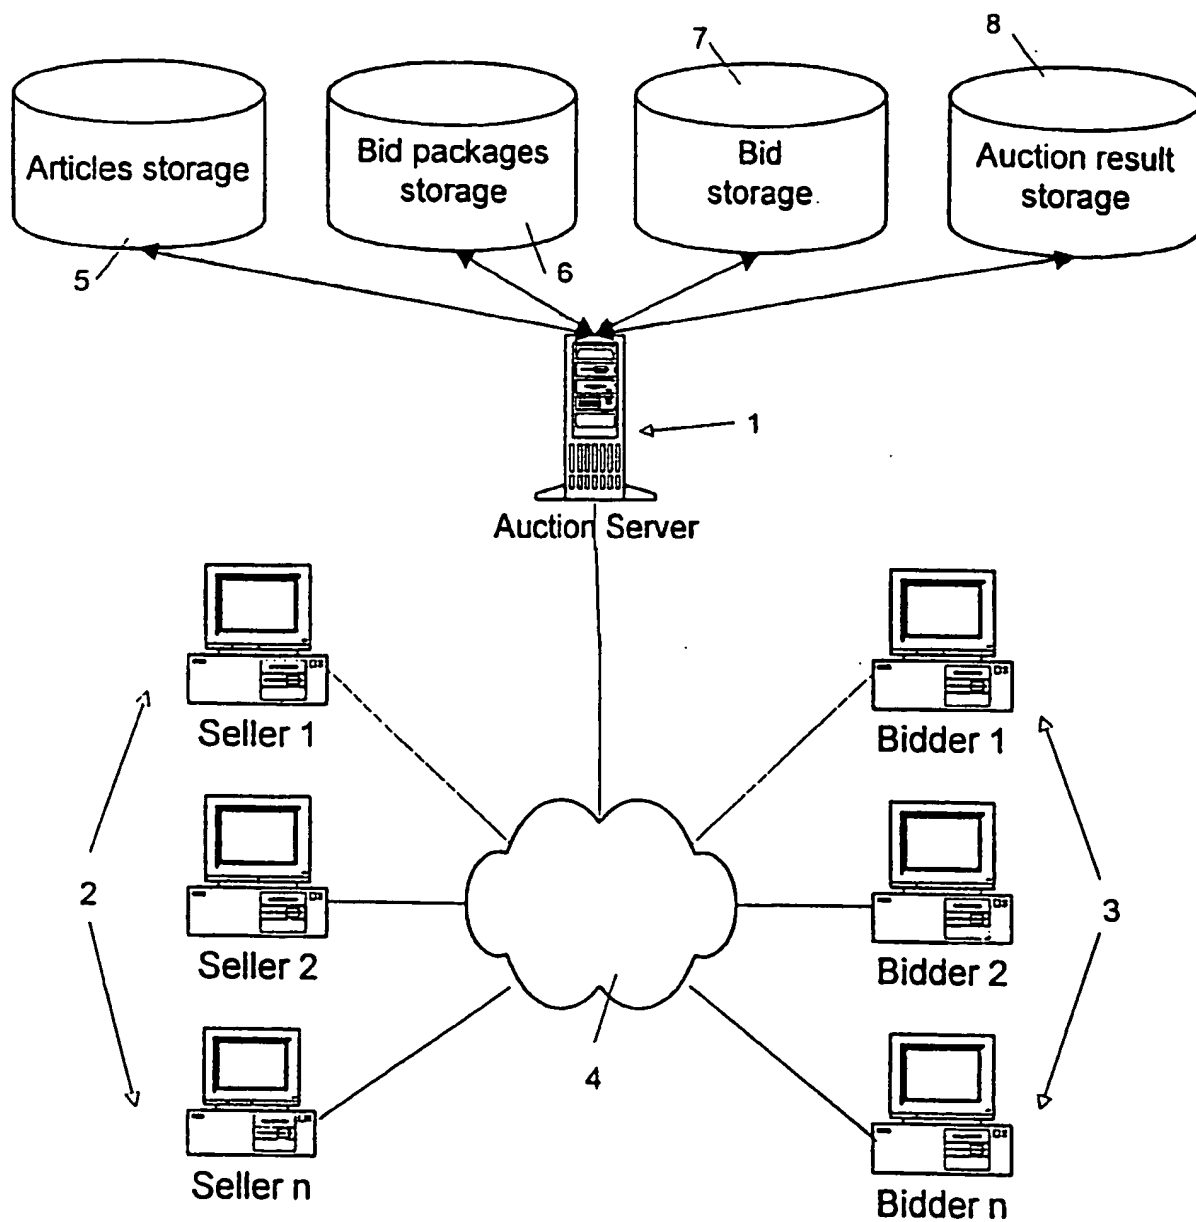 8
7
Articles storage
Bid packages
storage
Bid
storage
Auction result
storage
5
6
1
Auction Server
Seller 1
Bidder 1
2
3
Seller 2
Bidder 2
4
Seller n
Bidder n